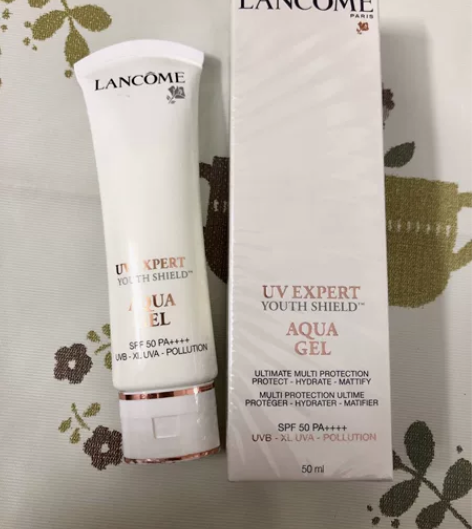 LANCÔME
UV EXPERT
YOUTH SHIELD™
AQUA
GEL
SPF 50 PA++++
UVB - XL UVA - POLLUTION
LANCÔME
PARIS
UV EXPERT
YOUTH SHIELD™
AQUA
GEL
ULTIMATE MULTI PROTECTION
PROTECT - HYDRATE - MATTIFY
MULTI PROTECTION ULTIME
PROTÉGER - HYDRATER - MATIFIER
SPF 50 PA++++
UVB - XL UVA - POLLUTION
50 ml